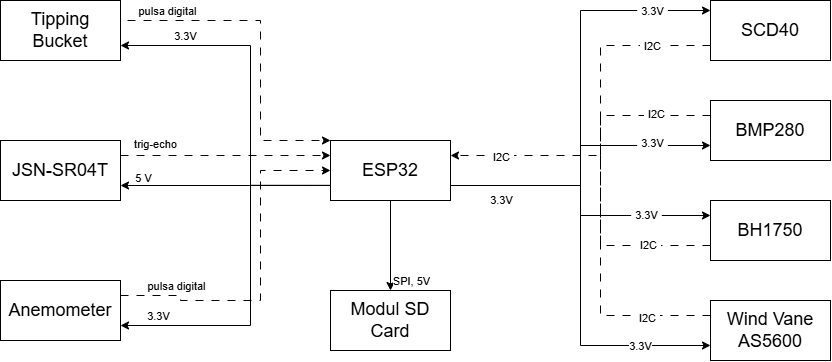 Tipping
Bucket
pulsa digital
3.3V
JSN-SR04T
trig-echo
5 V
Anemometer
pulsa digital
3.3V
ESP32
I2C
3.3V
SPI, 5V
Modul SD
Card
3.3V
SCD40
I2C
I2C
BMP280
3.3V
3.3V
BH1750
I2C
I2C
Wind Vane
AS5600
3.3V